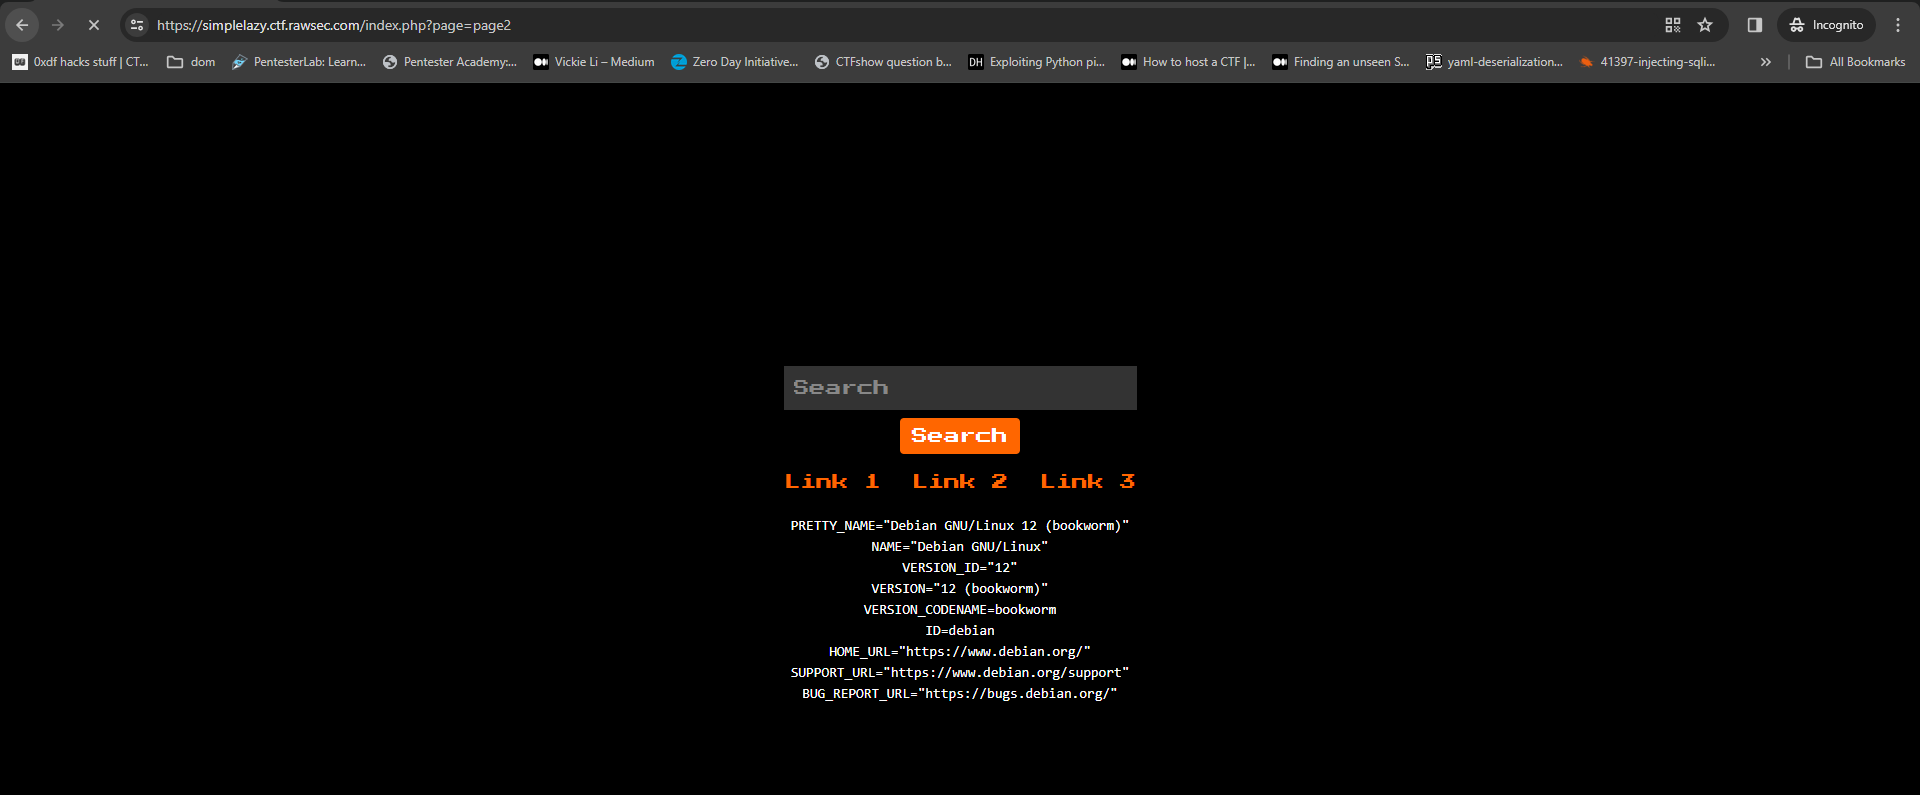 https://simplelazy.ctf.rawsec.com/index.php?page=page2
Incognito
0xdf hacks stuff | CT...
dom
PentesterLab: Learn...
Pentester Academy:...
Vickie Li – Medium
Zero Day Initiative...
CTFshow question b...
DH
Exploiting Python pi...
How to host a CTF |...
Finding an unseen S...
yaml-deserialization...
41397-injecting-sqli...
All Bookmarks
Search
Search
Link 1 Link 2 Link 3
PRETTY_NAME="Debian GNU/Linux 12 (bookworm)"
NAME="Debian GNU/Linux"
VERSION_ID="12"
VERSION="12 (bookworm)"
VERSION_CODENAME=bookworm
ID=debian
HOME_URL="https://www.debian.org/"
SUPPORT_URL="https://www.debian.org/support"
BUG_REPORT_URL="https://bugs.debian.org/"